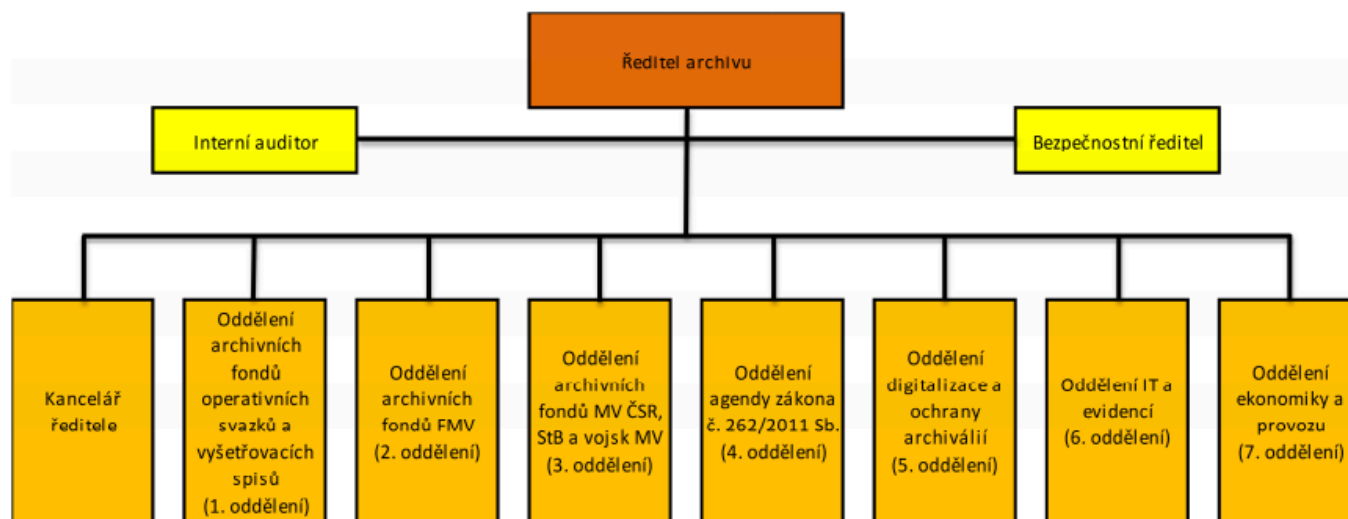 Ředitel archivu
Interní auditor
Bezpečnostní ředitel
Kancelář
ředitele
Oddělení
archivních
fondů
operativních
svazků a
vyšetřovacích
spisů
(1. oddělení)
Oddělení
archivních
fondů FMV
(2. oddělení)
Oddělení
archivních
fondů MV ČSR,
StB a vojsk MV
(3. oddělení)
Oddělení
agendy zákona
č. 262/2011 Sb.
(4. oddělení)
Oddělení
digitalizace a
ochrany
archiválií
(5. oddělení)
Oddělení IT a
evidencí
(6. oddělení)
Oddělení
ekonomiky a
provozu
(7. oddělení)